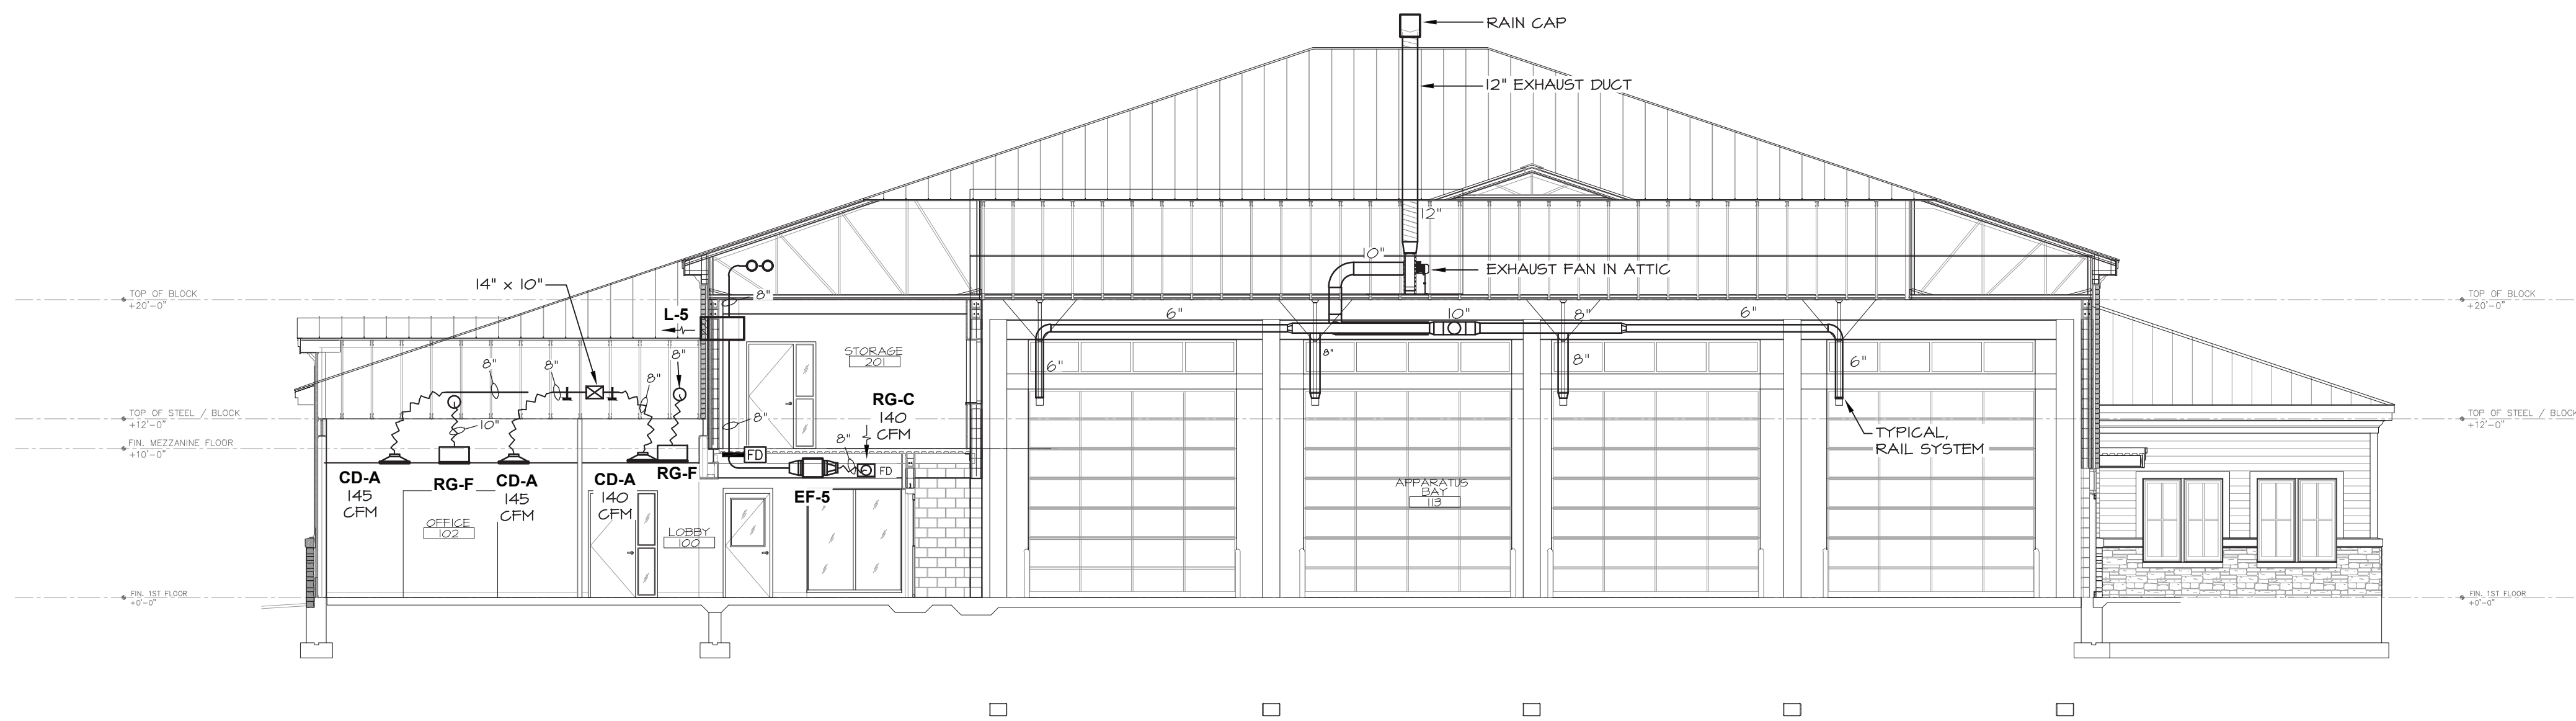 RAIN CAP
12" EXHAUST DUCT
12"
10"
EXHAUST FAN IN ATTIC
14" x 10"
8"
TOP OF BLOCK
+20'-0"
TOP OF BLOCK
+20'-0"
L-5
6"
10"
8"
6"
STORAGE
201
8"
8"
8"
8"
8"
6"
8"
6"
RG-C
140
CFM
TOP OF STEEL / BLOCK
+12'-0"
TOP OF STEEL / BLOCK
+12'-0"
10"
8"
8"
FIN. MEZZANINE FLOOR
+10'-0"
TYPICAL,
RAIL SYSTEM
FD
FD
CD-A
145
CFM
RG-F
CD-A
145
CFM
CD-A
140
CFM
RG-F
EF-5
APPARATUS
BAY
113
OFFICE
102
LOBBY
100
FIN. 1ST FLOOR
+0'-0"
FIN. 1ST FLOOR
+0'-0"